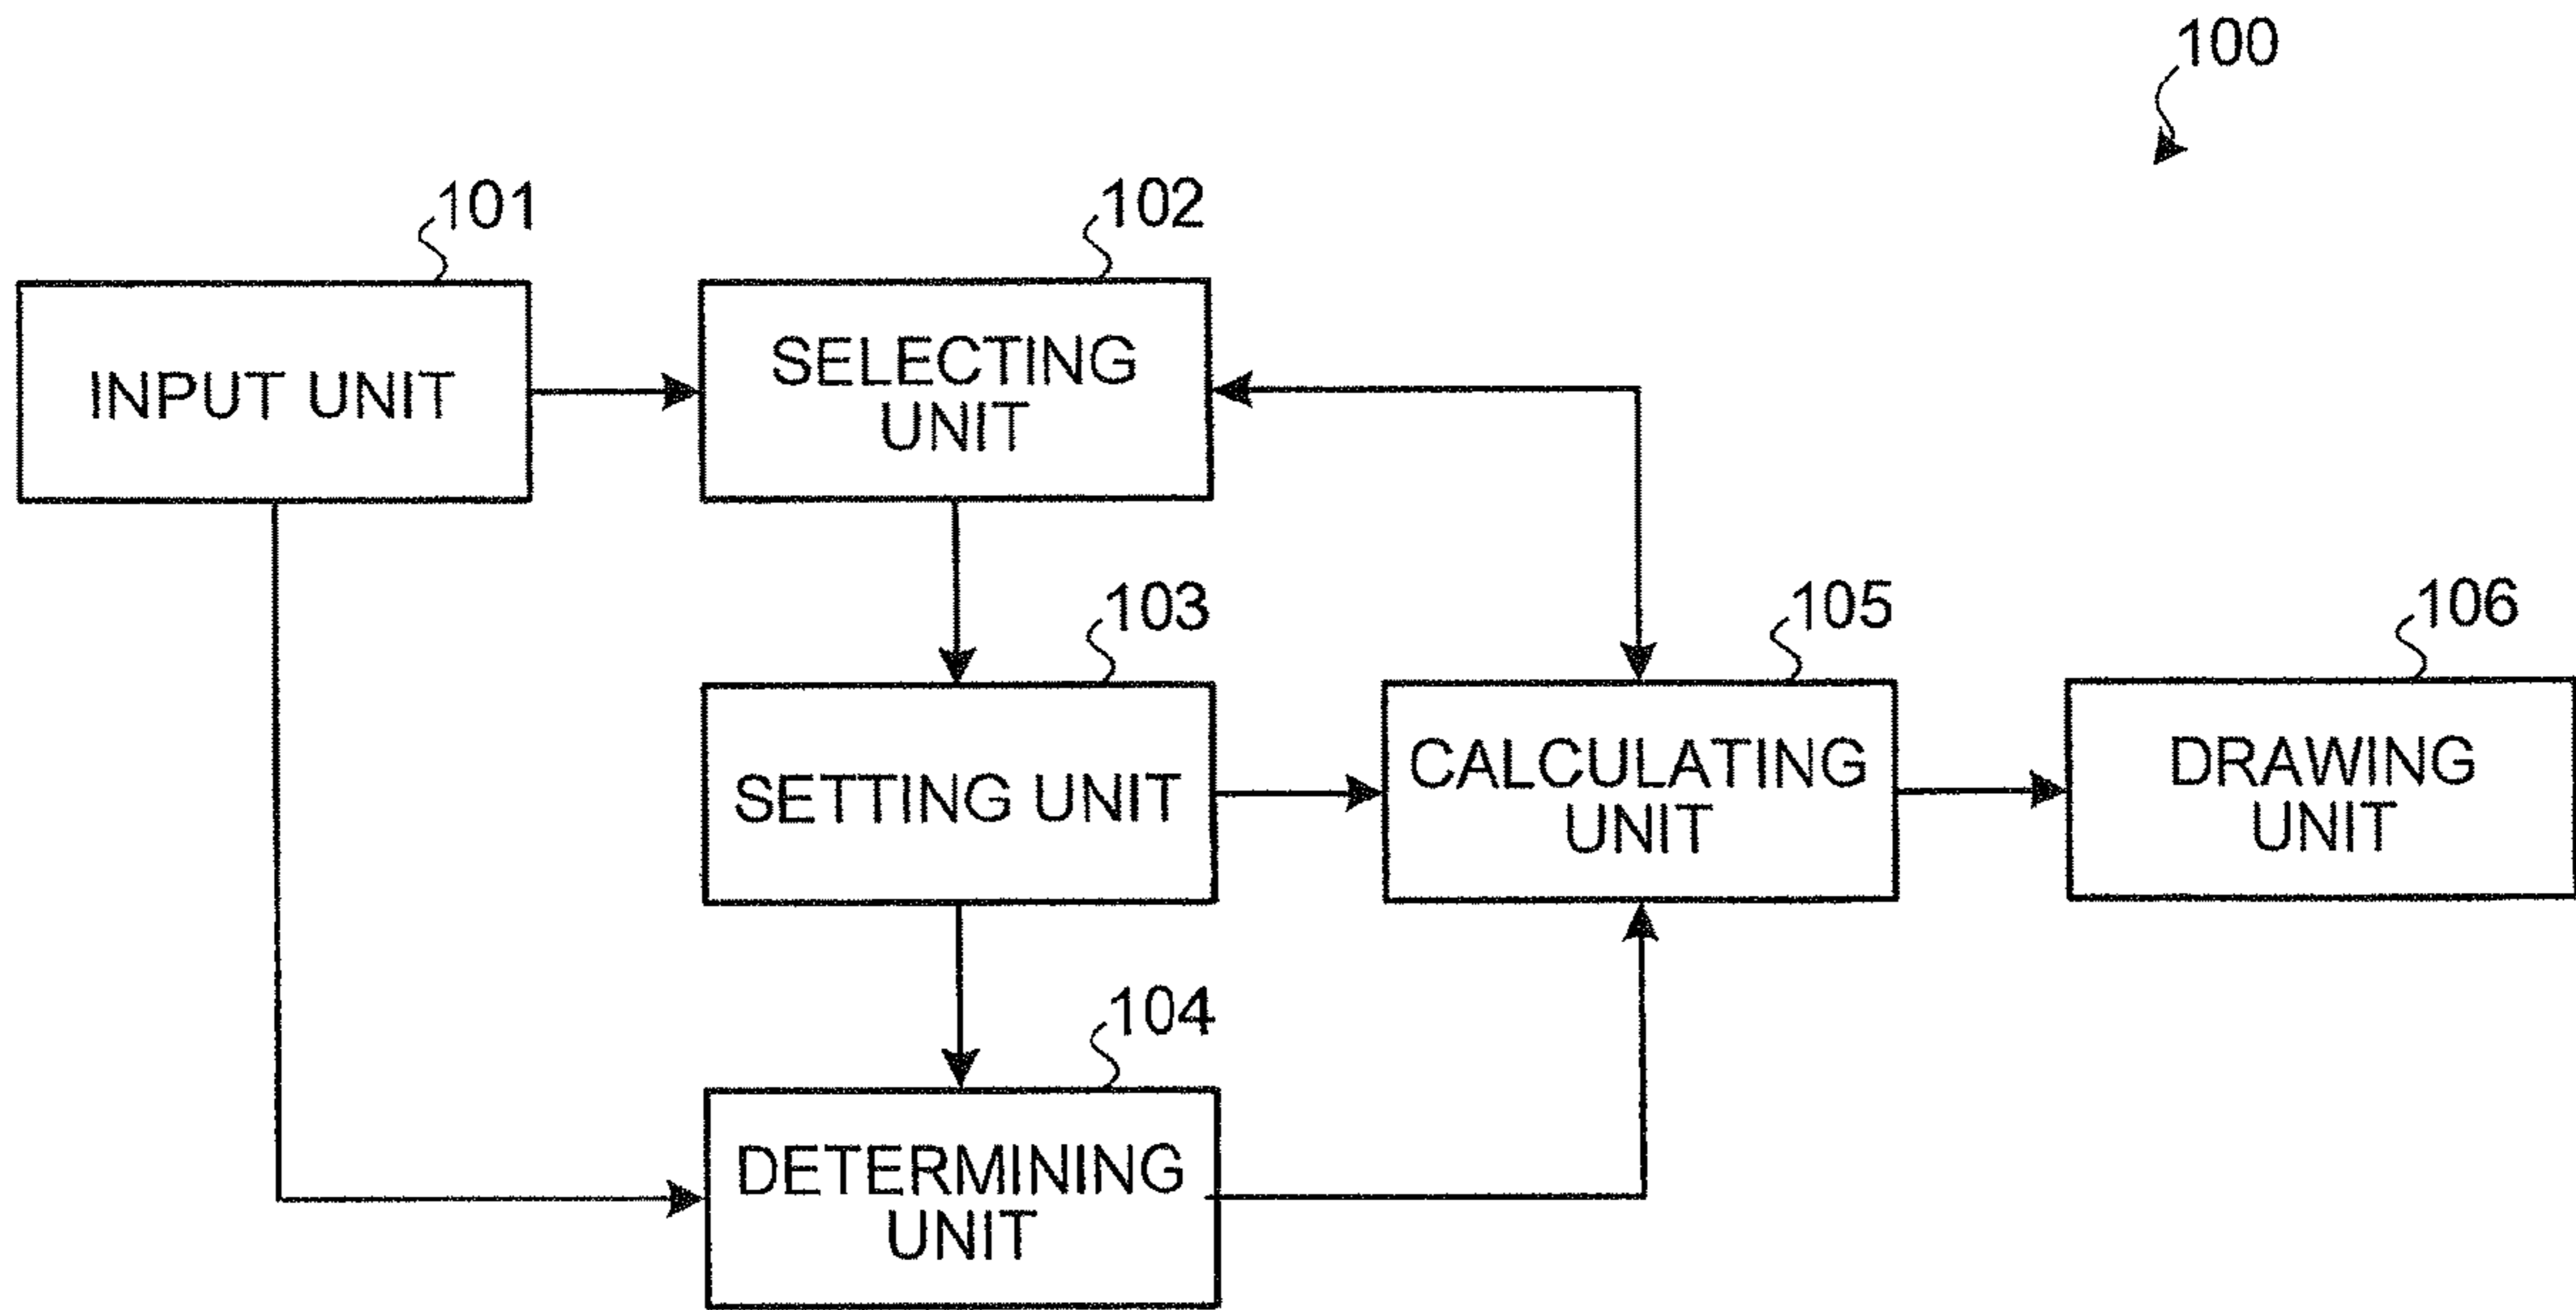 100
101
102
INPUT UNIT
SELECTING
UNIT
103
105
106
SETTING UNIT
CALCULATING
UNIT
DRAWING
UNIT
104
DETERMINING
UNIT